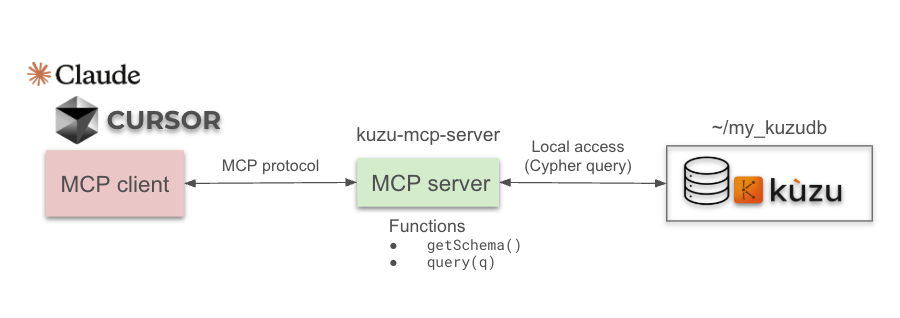 Claude
CURSOR
MCP client
MCP protocol
kuzu-mcp-server
MCP server
Functions
● getSchema()
● query(q)
Local access
(Cypher query)
~/my_kuzudb
kùzu